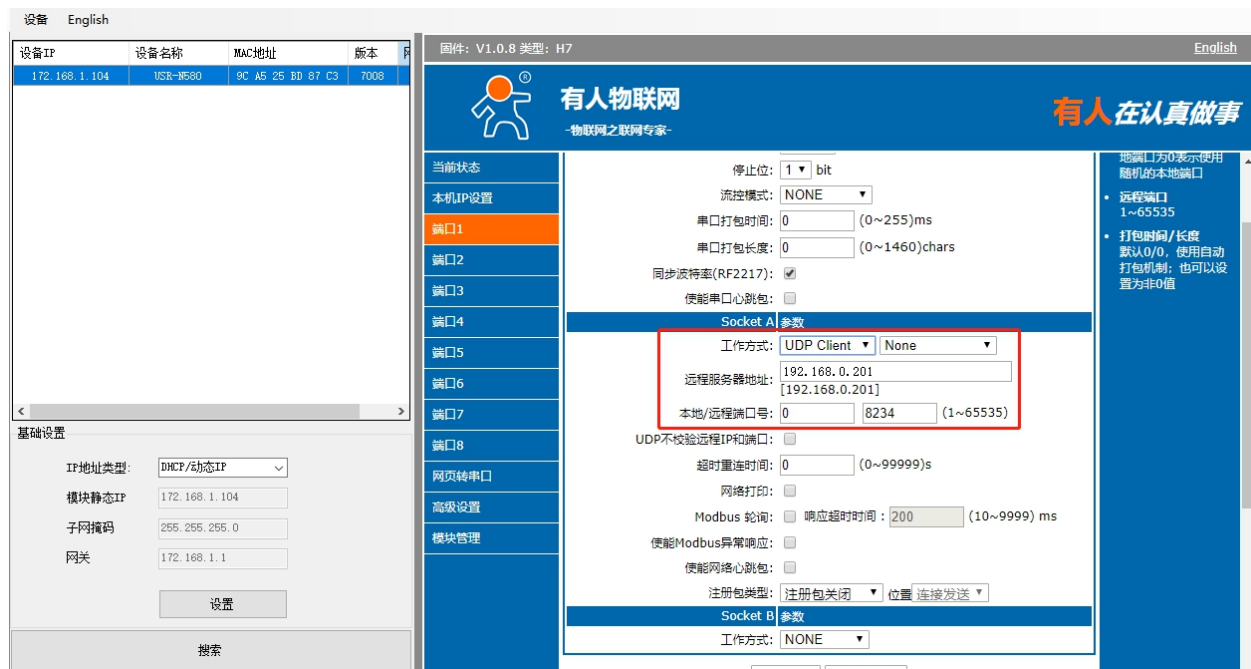 设备 English
设备IP 设备名称 MAC地址 版本
172.168.1.104 USR-N580 9C A5 25 BD 87 C3 7008
基础设置
IP地址类型: DHCP/动态IP
模块静态IP 172.168.1.104
子网掩码 255.255.255.0
网关 172.168.1.1
设置
搜索
固件: V1.0.8 类型: H7 English
®
有人物联网
-物联网之联网专家-
有人在认真做事
当前状态
本机IP设置
端口1
端口2
端口3
端口4
端口5
端口6
端口7
端口8
网页转串口
高级设置
模块管理
停止位: 1 bit
流控模式: NONE
串口打包时间: 0 (0~255)ms
串口打包长度: 0 (0~1460)chars
同步波特率(RF2217):
使能串口心跳包:
Socket A 参数
工作方式: UDP Client None
远程服务器地址: 192.168.0.201
[192.168.0.201]
本地/远程端口号: 0 8234 (1~65535)
UDP不校验远程IP和端口:
超时重连时间: 0 (0~99999)s
网络打印:
Modbus 轮询: 响应超时时间 : 200 (10~9999) ms
使能Modbus异常响应:
使能网络心跳包:
注册包类型: 注册包关闭 位置 连接发送
Socket B 参数
工作方式: NONE
地端口为0表示使用
随机的本地端口
• 远程端口
1~65535
• 打包时间/长度
默认0/0, 使用自动
打包机制; 也可以设
置为非0值